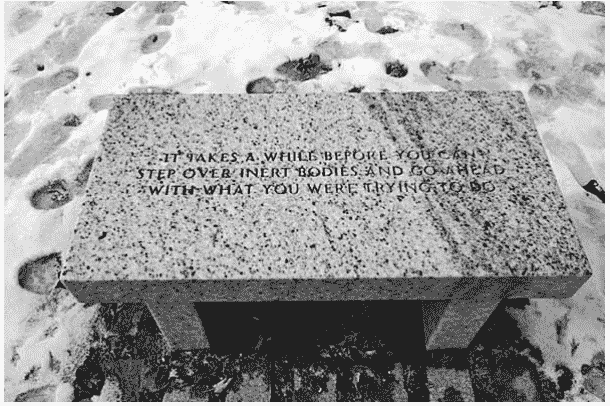 IT TAKES A WHILE BEFORE YOU CAN
STEP OVER INERT BODIES AND GO AHEAD
WITH WHAT YOU WERE TRYING TO DO